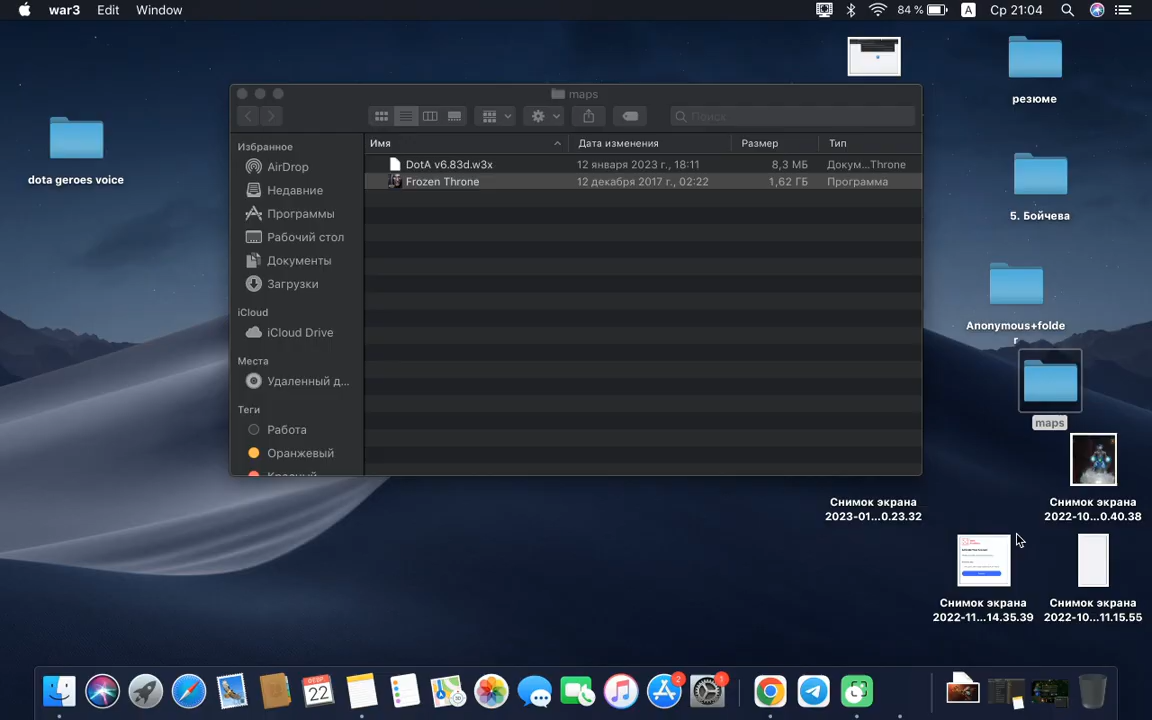 war3 Edit Window 84 % A Ср 21:04
dota geroes voice
maps
Поиск
Избранное
AirDrop
Недавние
Программы
Рабочий стол
Документы
Загрузки
iCloud
iCloud Drive
Места
Удаленный д...
Теги
Работа
Оранжевый
Красный
Имя Дата изменения Размер Тип
DotA v6.83d.w3x 12 января 2023 г., 18:11 8,3 МБ Докум...Throne
Frozen Throne 12 декабря 2017 г., 02:22 1,62 ГБ Программа
резюме
5. Бойчева
Anonymous+folde
r
maps
Снимок экрана
2023-01...0.23.32
Снимок экрана
2022-10...0.40.38
Снимок экрана
2022-11...14.35.39
Снимок экрана
2022-10...11.15.55
22
2
1